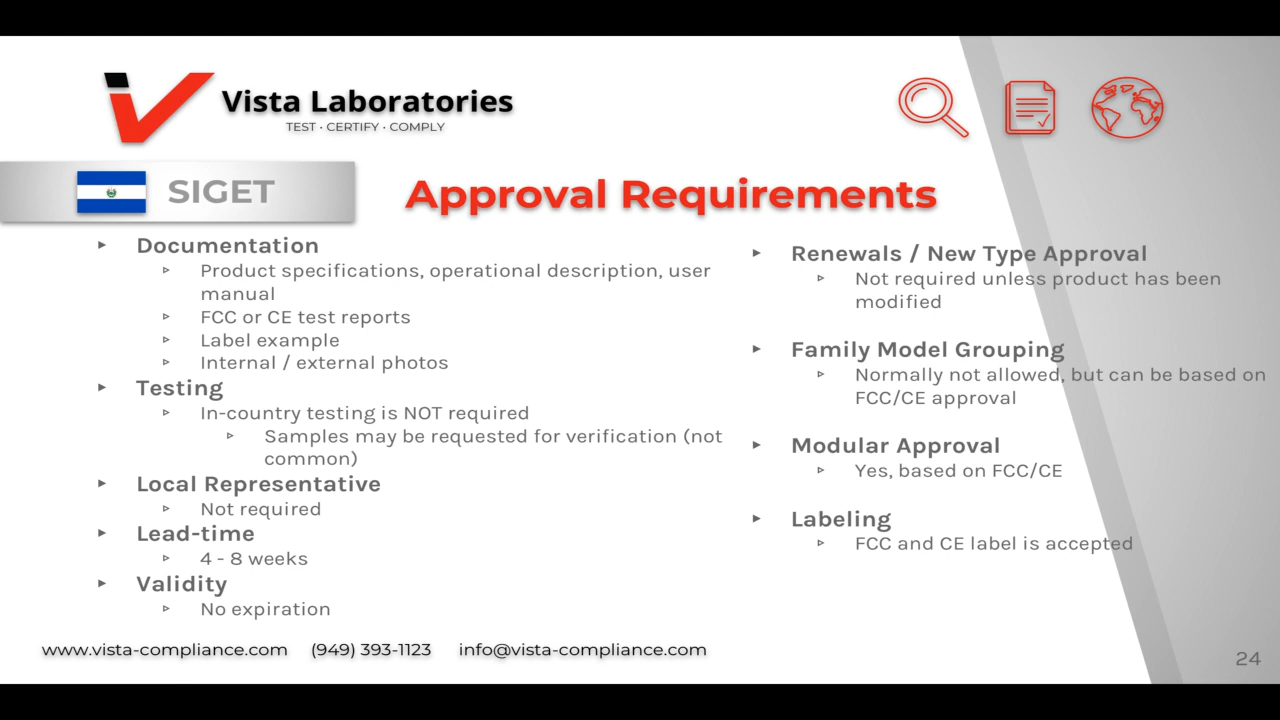 Vista Laboratories
TEST · CERTIFY · COMPLY
SIGET
Approval Requirements
Documentation
Product specifications, operational description, user
manual
FCC or CE test reports
Label example
Internal / external photos
Testing
In-country testing is NOT required
Samples may be requested for verification (not
common)
Local Representative
Not required
Lead-time
4 - 8 weeks
Validity
No expiration
Renewals / New Type Approval
Not required unless product has been
modified
Family Model Grouping
Normally not allowed, but can be based on
FCC/CE approval
Modular Approval
Yes, based on FCC/CE
Labeling
FCC and CE label is accepted
www.vista-compliance.com (949) 393-1123 info@vista-compliance.com
24